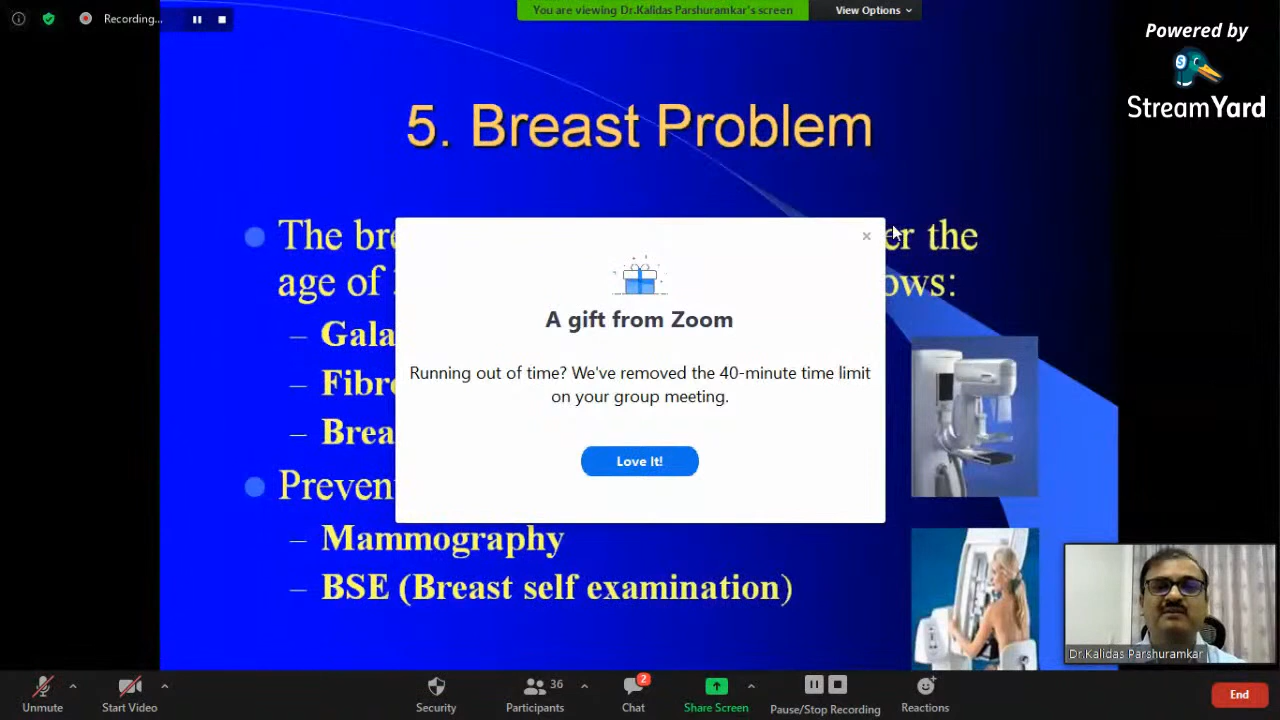 Recording...
You are viewing Dr.Kalidas Parshuramkar's screen
View Options
Powered by
StreamYard
5. Breast Problem
The bre
er the
age of
ows:
– Gala
– Fibro
– Brea
Prevent
– Mammography
– BSE (Breast self examination)
A gift from Zoom
Running out of time? We've removed the 40-minute time limit
on your group meeting.
Love It!
Dr.Kalidas Parshuramkar
Unmute
Start Video
Security
Participants
36
Chat
2
Share Screen
Pause/Stop Recording
Reactions
End